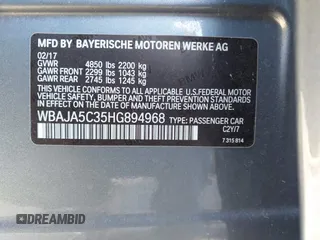 MFD BY BAYERISCHE MOTOREN WERKE AG
02/17
GVWR 4850 lbs 2200 kg
GAWR FRONT 2299 lbs 1043 kg
GAWR REAR 2745 lbs 1245 kg
THIS VEHICLE CONFORMS TO ALL APPLICABLE FEDERAL MOTOR VEHICLE SAFETY, BUMPER, AND THEFT PREVENTION STANDARDS IN EFFECT ON THE DATE OF MANUFACTURE SHOWN ABOVE.
WBAJA5C35HG894968 TYPE: PASSENGER CAR
C2Y/7
7 315 814
DREAMBID